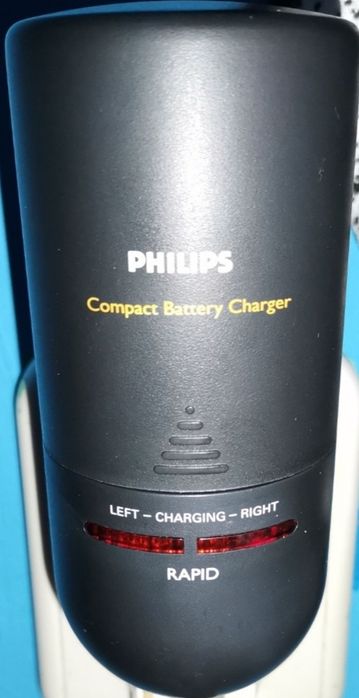 PHILIPS
Compact Battery Charger
LEFT – CHARGING – RIGHT
RAPID